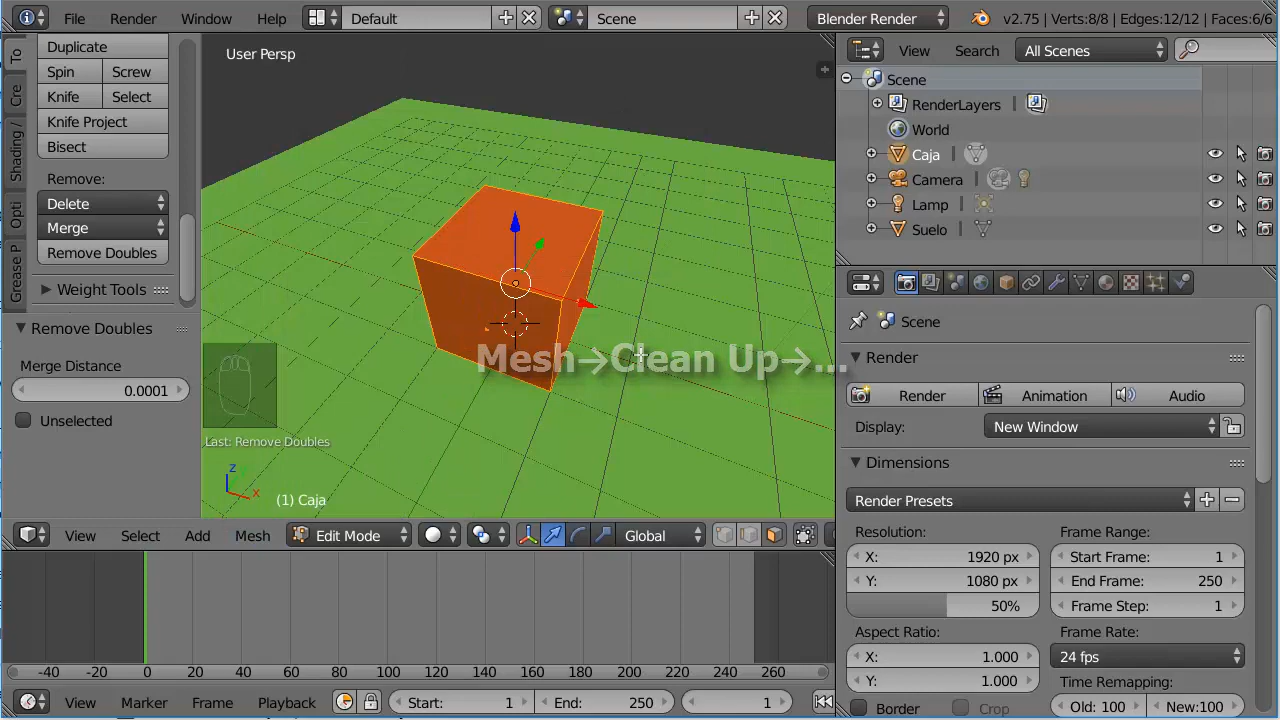 File Render Window Help Default Scene Blender Render v2.75 | Verts:8/8 | Edges:12/12 | Faces:6/6
To
Cre
Shading /
Opti
Grease P
Duplicate
Spin Screw
Knife Select
Knife Project
Bisect
Remove:
Delete
Merge
Remove Doubles
Weight Tools
Remove Doubles
Merge Distance
0.0001
Unselected
User Persp
Mesh→Clean Up→...
Last: Remove Doubles
z
x
(1) Caja
View Select Add Mesh Edit Mode Global
-40 -20 0 20 40 60 80 100 120 140 160 180 200 220 240 260
View Marker Frame Playback Start: 1 End: 250 1
View Search All Scenes
Scene
RenderLayers |
World
Caja |
Camera |
Lamp |
Suelo |
Scene
Render
Render Animation Audio
Display: New Window
Dimensions
Render Presets
Resolution: Frame Range:
X: 1920 px Start Frame: 1
Y: 1080 px End Frame: 250
50% Frame Step: 1
Aspect Ratio: Frame Rate:
X: 1.000 24 fps
Y: 1.000 Time Remapping:
Border Crop Old: 100 New:100